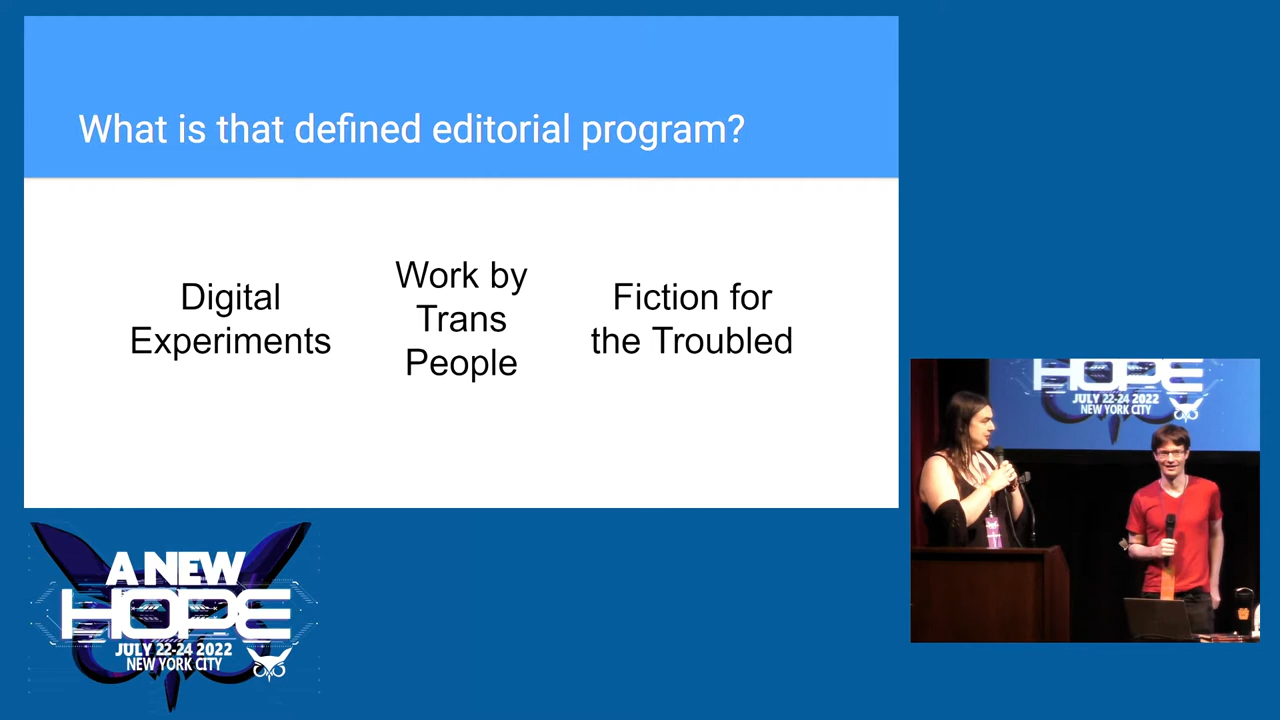 What is that defined editorial program?
Digital
Experiments
Work by
Trans
People
Fiction for
the Troubled
A NEW
HOPE
JULY 22-24 2022
NEW YORK CITY
HOPE
JULY 22-24 2022
NEW YORK CITY